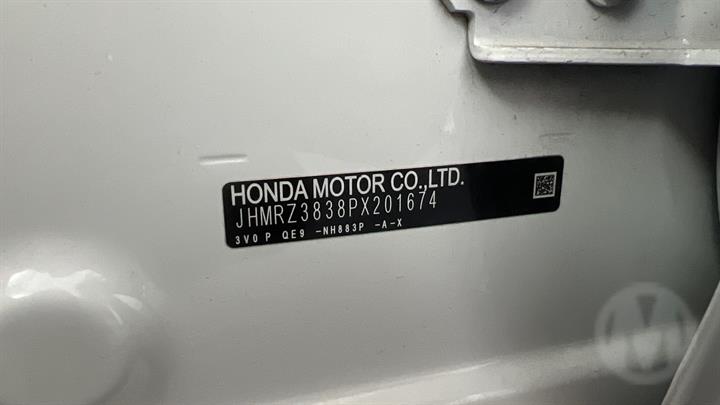 HONDA MOTOR CO.,LTD.
JHMRZ3838PX201674
3V0 P QE9 -NH883P -A-X
M